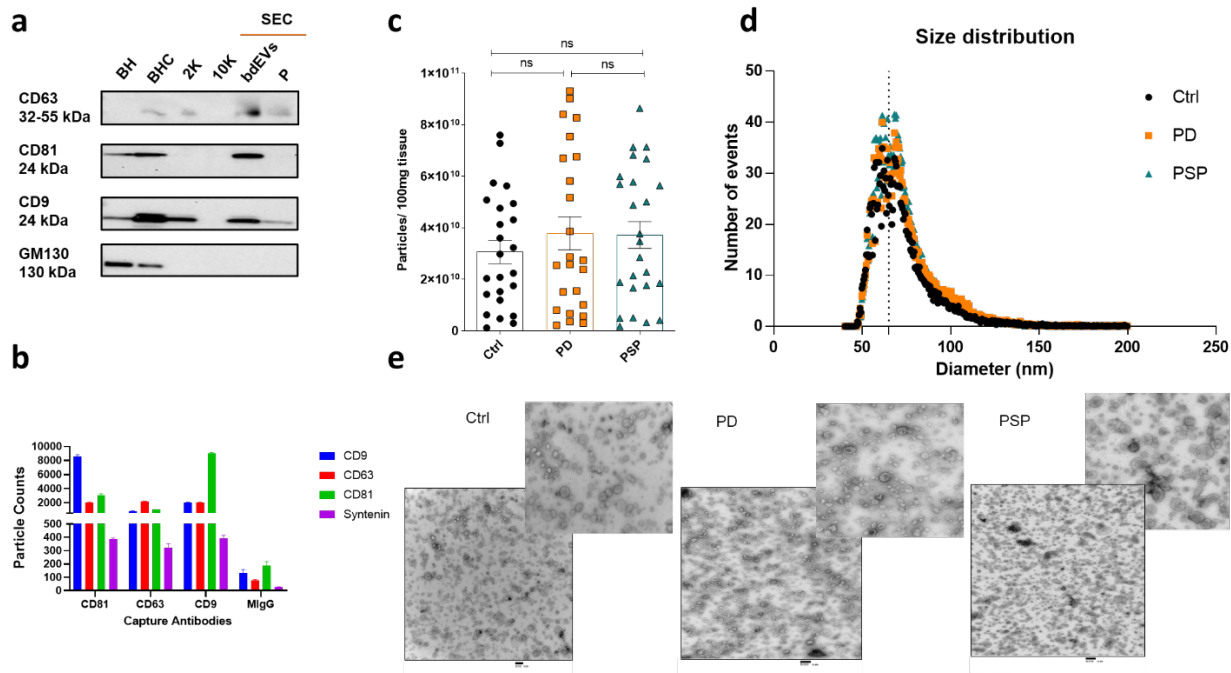 a
SEC
BH
BHC
2K
10K
bdEVs
P
CD63
32-55 kDa
CD81
24 kDa
CD9
24 kDa
GM130
130 kDa
b
Particle Counts
10000
8000
6000
4000
2000
500
400
300
200
100
0
CD81
CD63
CD9
MIgG
Capture Antibodies
CD9
CD63
CD81
Syntenin
c
ns
ns
ns
Particles/ 100mg tissue
1×10¹¹
8×10¹⁰
6×10¹⁰
4×10¹⁰
2×10¹⁰
0
Ctrl
PD
PSP
d
Size distribution
Number of events
50
40
30
20
10
0
0
50
100
150
200
250
Diameter (nm)
Ctrl
PD
PSP
e
Ctrl
PD
PSP